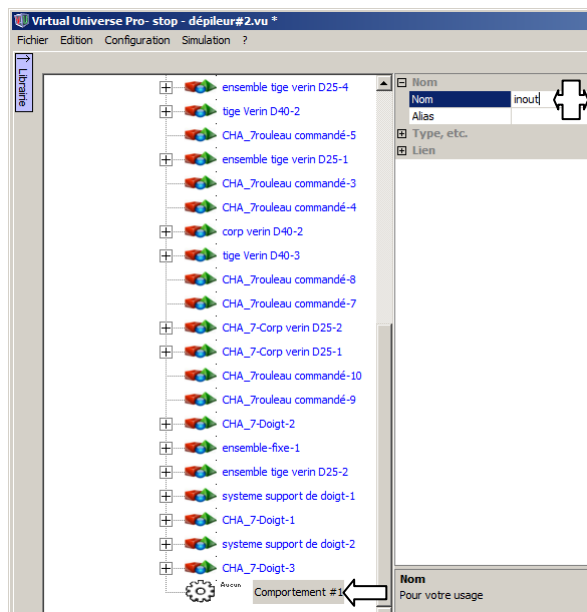 Virtual Universe Pro- stop - dépileur#2.vu *
Fichier Edition Configuration Simulation ?
Librairie
ensemble tige verin D25-4
tige Verin D40-2
CHA_7rouleau commandé-5
ensemble tige verin D25-1
CHA_7rouleau commandé-3
CHA_7rouleau commandé-4
corp verin D40-2
tige Verin D40-3
CHA_7rouleau commandé-8
CHA_7rouleau commandé-7
CHA_7-Corp verin D25-2
CHA_7-Corp verin D25-1
CHA_7rouleau commandé-10
CHA_7rouleau commandé-9
CHA_7-Doigt-2
ensemble-fixe-1
ensemble tige verin D25-2
systeme support de doigt-1
CHA_7-Doigt-1
systeme support de doigt-2
CHA_7-Doigt-3
Aucun
Comportement #1
Nom
Nom inout
Alias
Type, etc.
Lien
Nom
Pour votre usage